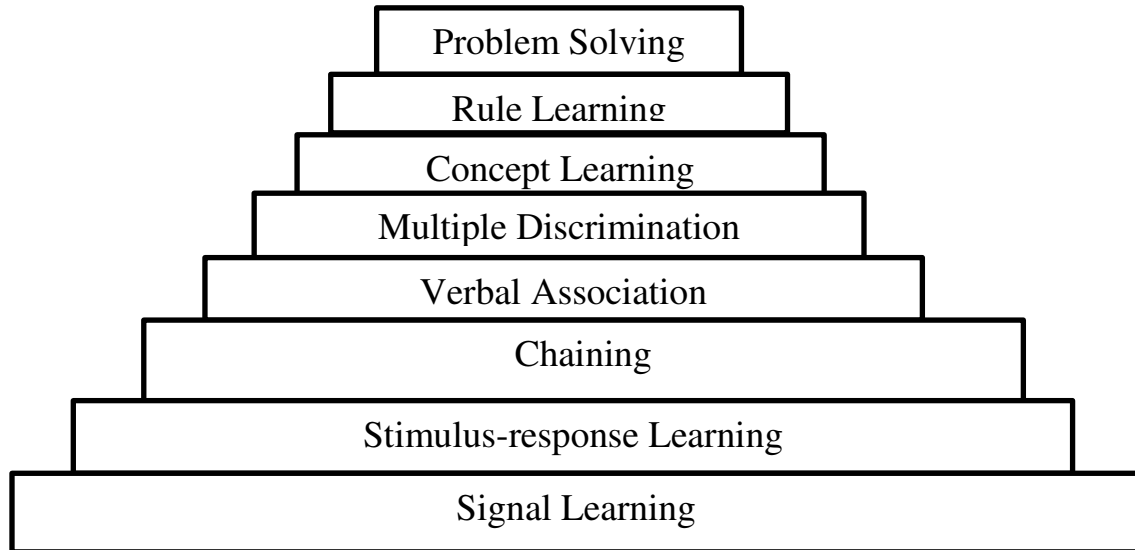 Problem Solving
Rule Learning
Concept Learning
Multiple Discrimination
Verbal Association
Chaining
Stimulus-response Learning
Signal Learning